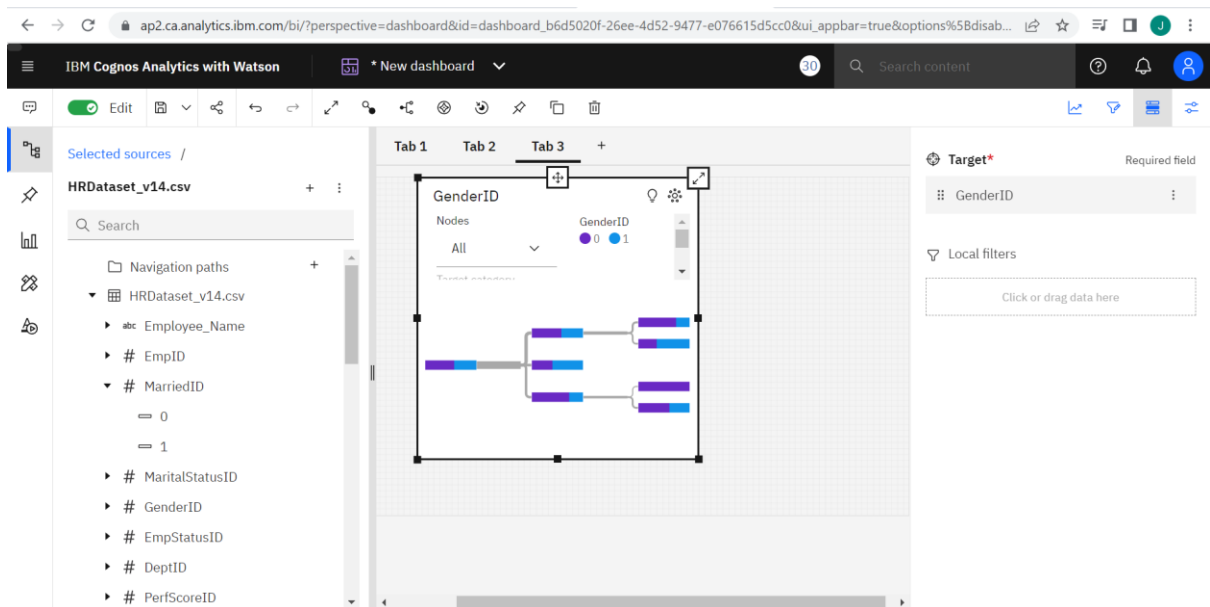 ap2.ca.analytics.ibm.com/bi/?perspective=dashboard&id=dashboard_b6d5020f-26ee-4d52-9477-e076615d5cc0&ui_appbar=true&options%5Bdisab...
J
IBM Cognos Analytics with Watson
* New dashboard
30
Search content
Edit
Selected sources /
HRDataset_v14.csv
Search
Navigation paths
HRDataset_v14.csv
abc Employee_Name
# EmpID
# MarriedID
0
1
# MaritalStatusID
# GenderID
# EmpStatusID
# DeptID
# PerfScoreID
Tab 1 Tab 2 Tab 3 +
GenderID
Nodes
All
GenderID
0 1
Target category
Target* Required field
GenderID
Local filters
Click or drag data here